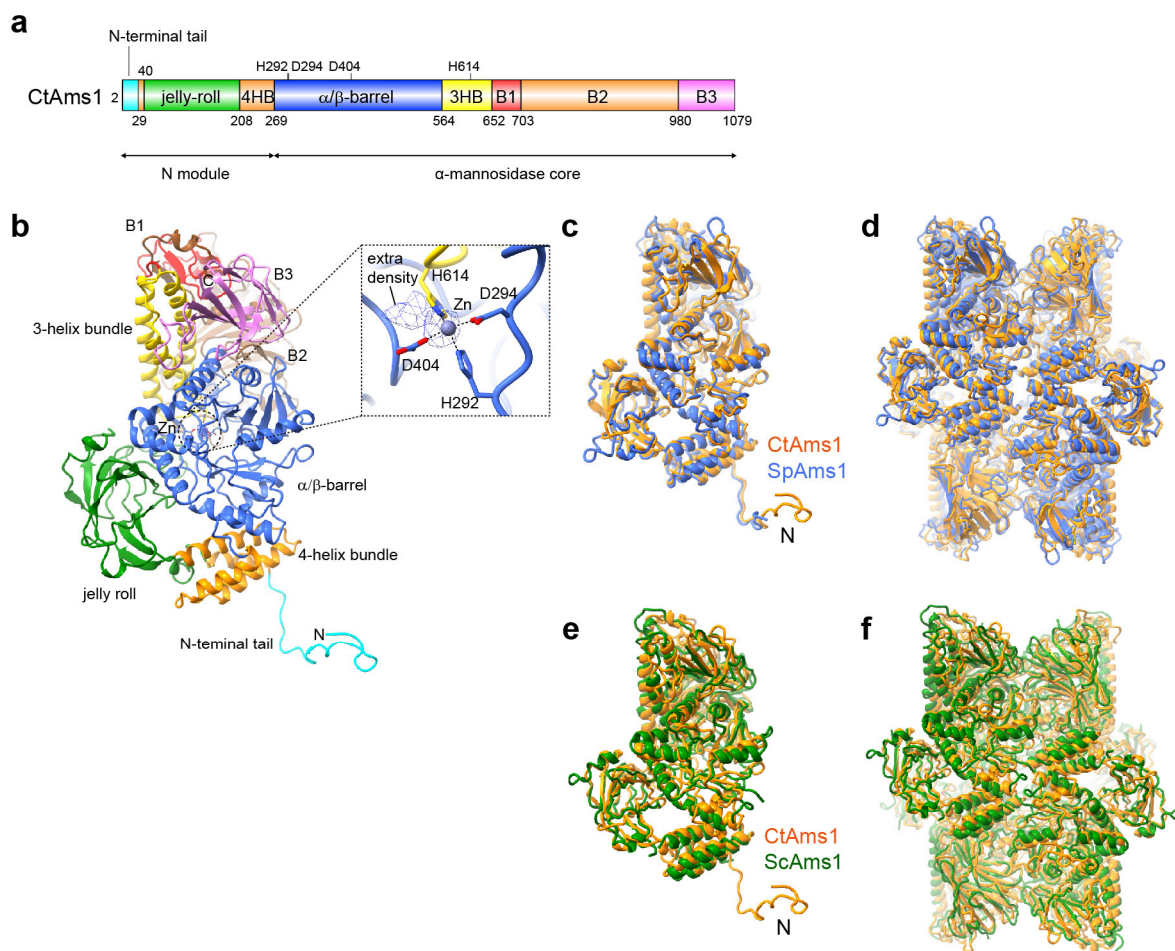 a
N-terminal tail
40
H292 D294 D404 H614
CtAms1 2 jelly-roll 4HB α/β-barrel 3HB B1 B2 B3
29 208 269 564 652 703 980 1079
N module α-mannosidase core
b
B1
C
B3
3-helix bundle
B2
Zn
α/β-barrel
4-helix bundle
jelly roll
N-teminal tail
N
extra
density
H614
Zn
D294
D404
H292
c
CtAms1
SpAms1
N
d
e
CtAms1
ScAms1
N
f